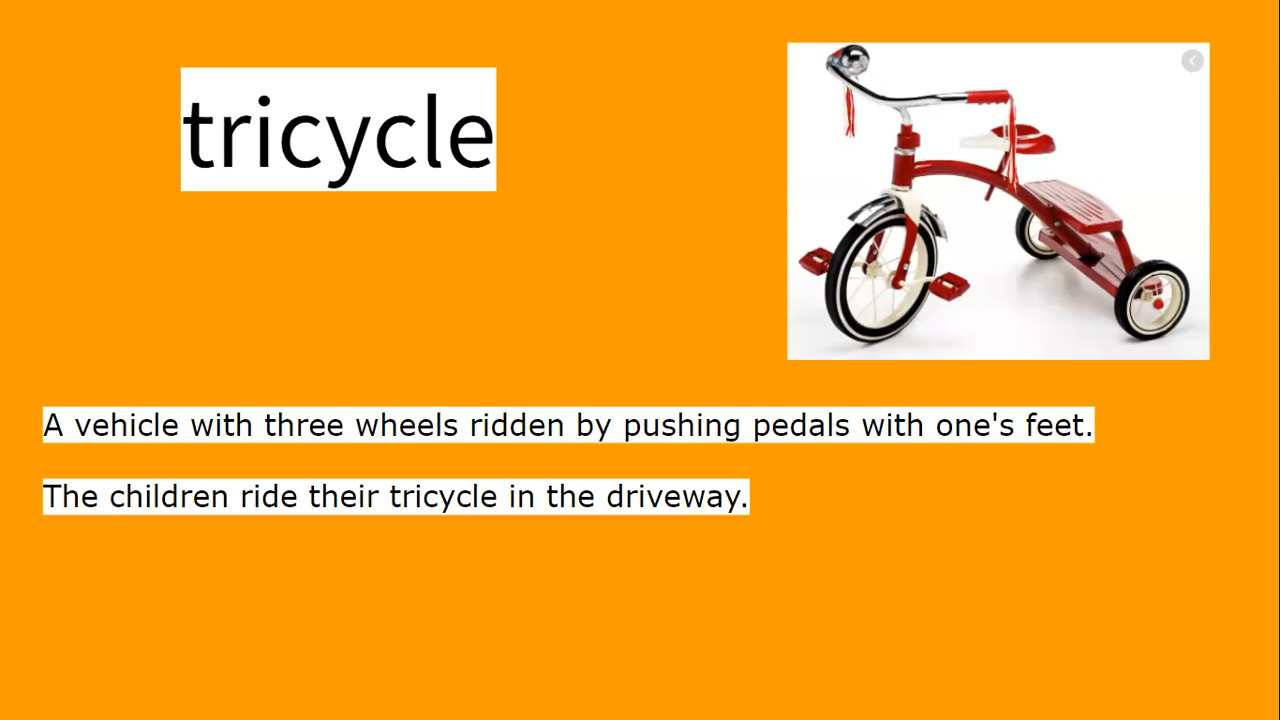 tricycle
A vehicle with three wheels ridden by pushing pedals with one's feet.
The children ride their tricycle in the driveway.